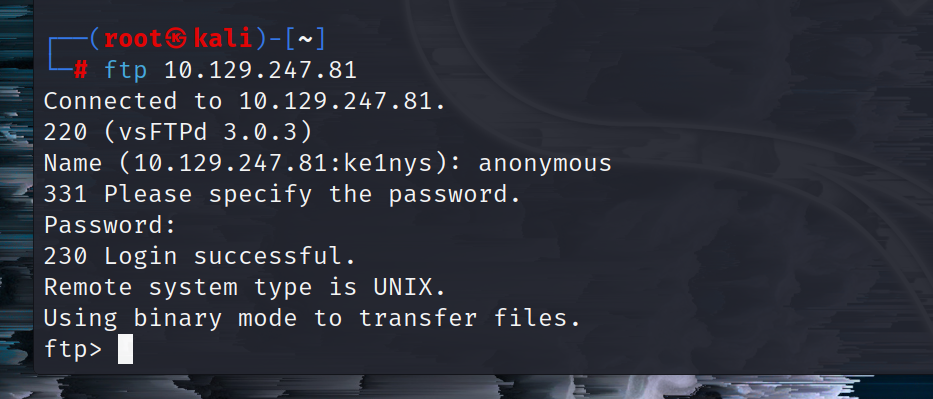 ┌──(root㉿kali)-[~]
└─# ftp 10.129.247.81
Connected to 10.129.247.81.
220 (vsFTPd 3.0.3)
Name (10.129.247.81:ke1nys): anonymous
331 Please specify the password.
Password:
230 Login successful.
Remote system type is UNIX.
Using binary mode to transfer files.
ftp>